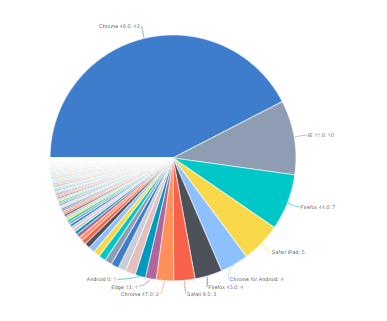 Chrome 48.0: 42
IE 11.0: 10
Firefox 44.0: 7
Safari iPad: 5
Chrome for Android: 4
Firefox 43.0: 4
Safari 9.0: 3
Chrome 47.0: 2
Edge 13: 1
Android 0: 1